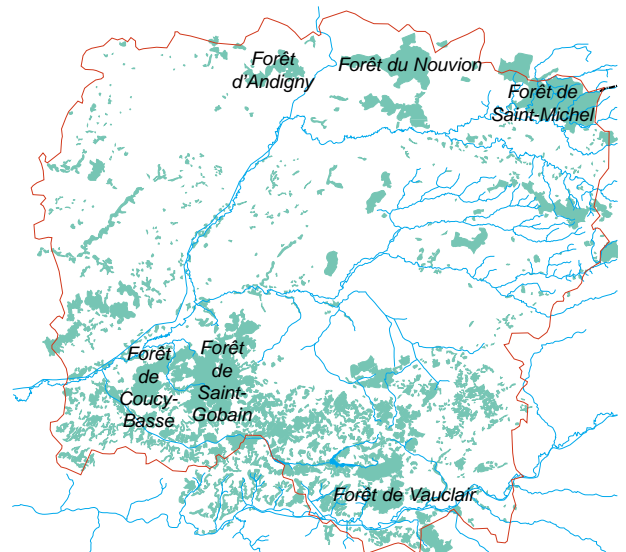 Forêt
d'Andigny
Forêt du Nouvion
Forêt de
Saint-Michel
Forêt
de
Coucy-
Basse
Forêt
de
Saint-
Gobain
Forêt de Vauclair